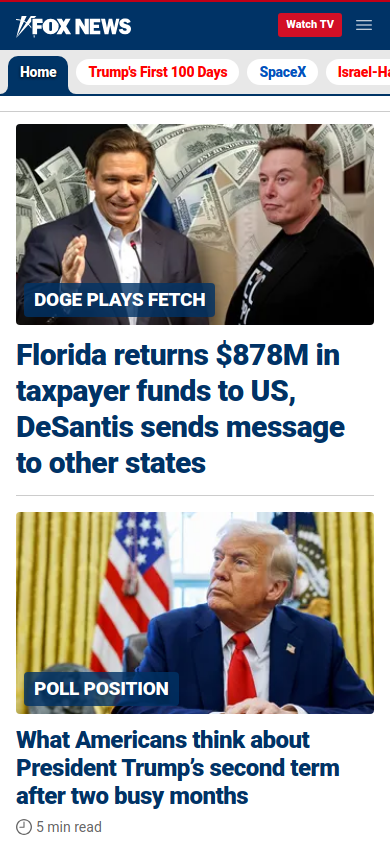 FOX NEWS
Watch TV
Home
Trump's First 100 Days
SpaceX
Israel-Ha
DOGE PLAYS FETCH
Florida returns $878M in
taxpayer funds to US,
DeSantis sends message
to other states
POLL POSITION
What Americans think about
President Trump’s second term
after two busy months
5 min read